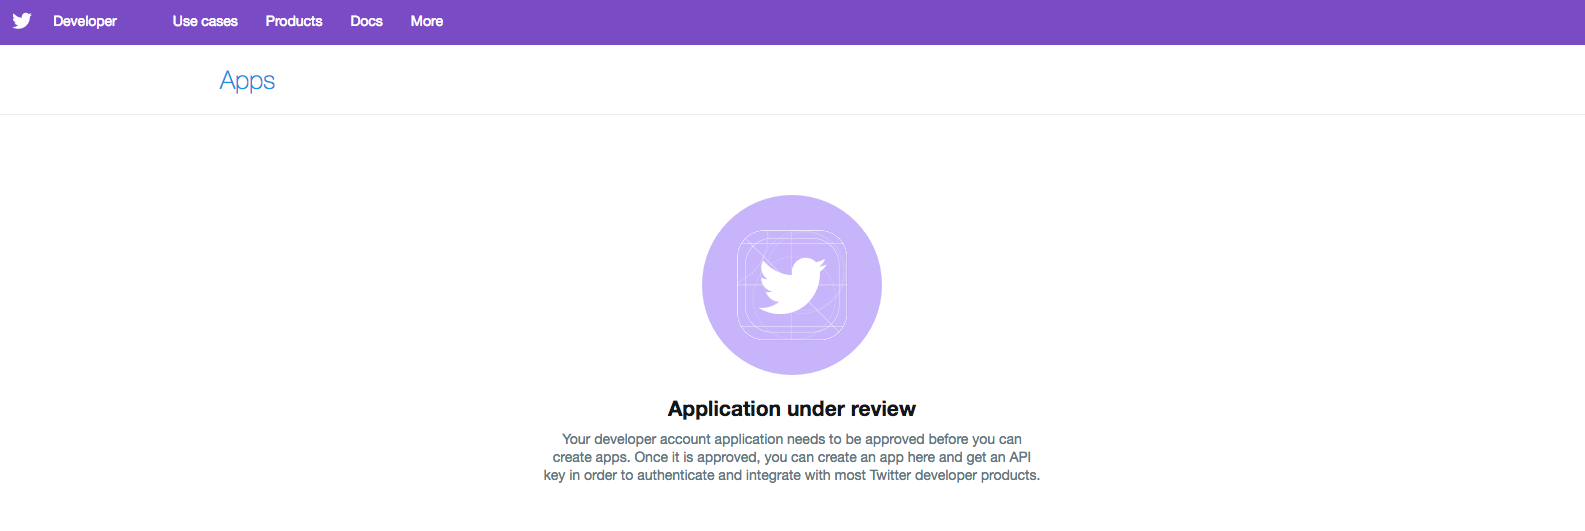 Developer Use cases Products Docs More
Apps
Application under review
Your developer account application needs to be approved before you can
create apps. Once it is approved, you can create an app here and get an API
key in order to authenticate and integrate with most Twitter developer products.